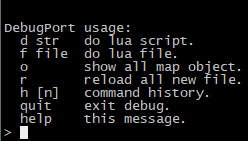 DebugPort usage:
d str do lua script.
f file do lua file.
o show all map object.
r reload all new file.
h [n] command history.
quit exit debug.
help this message.
>